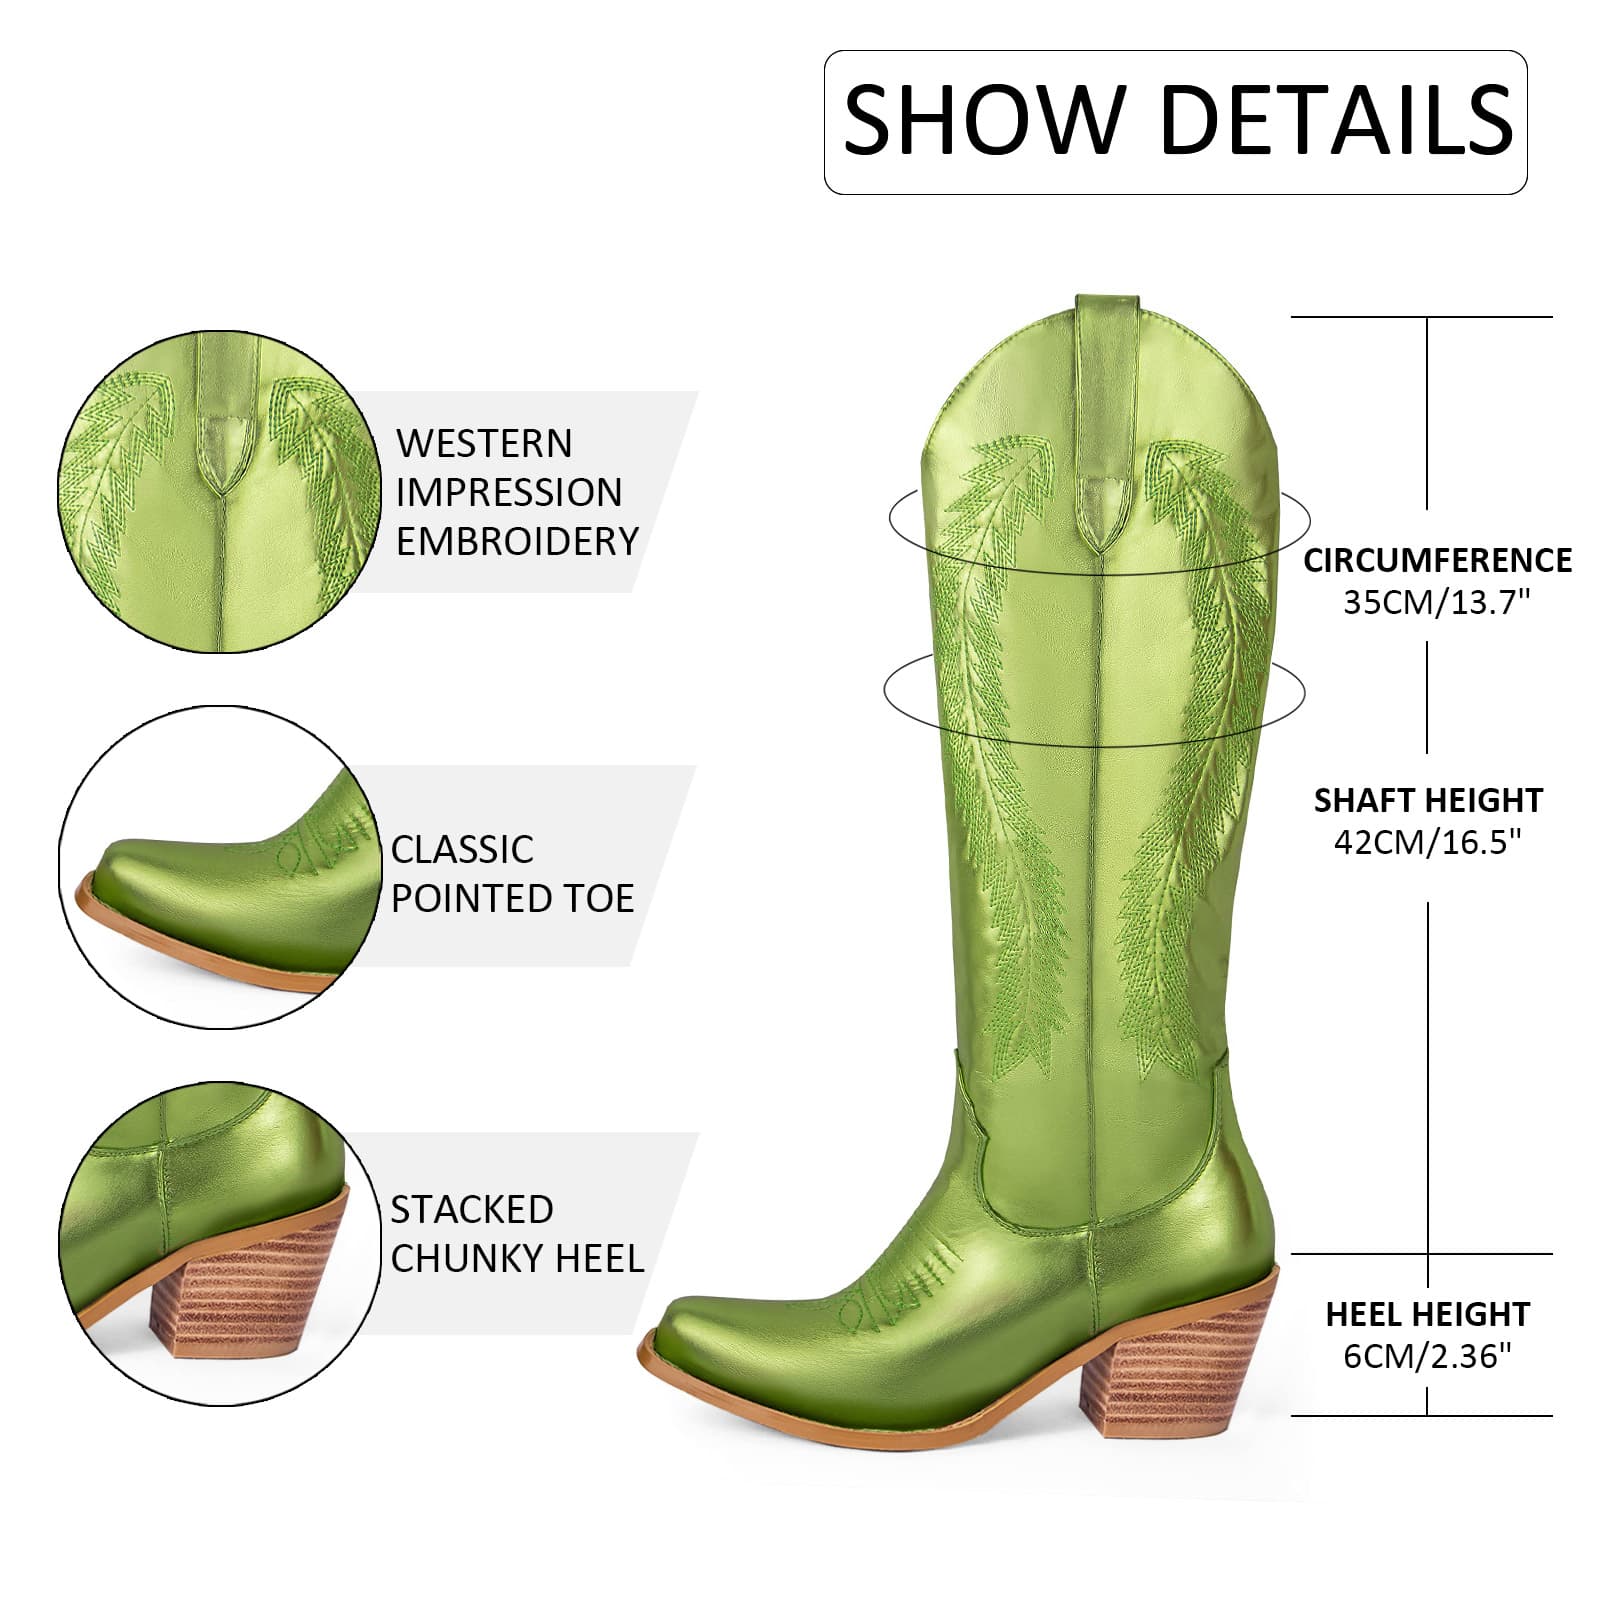 SHOW DETAILS
WESTERN
IMPRESSION
EMBROIDERY
CLASSIC
POINTED TOE
STACKED
CHUNKY HEEL
CIRCUMFERENCE
35CM/13.7"
SHAFT HEIGHT
42CM/16.5"
HEEL HEIGHT
6CM/2.36"